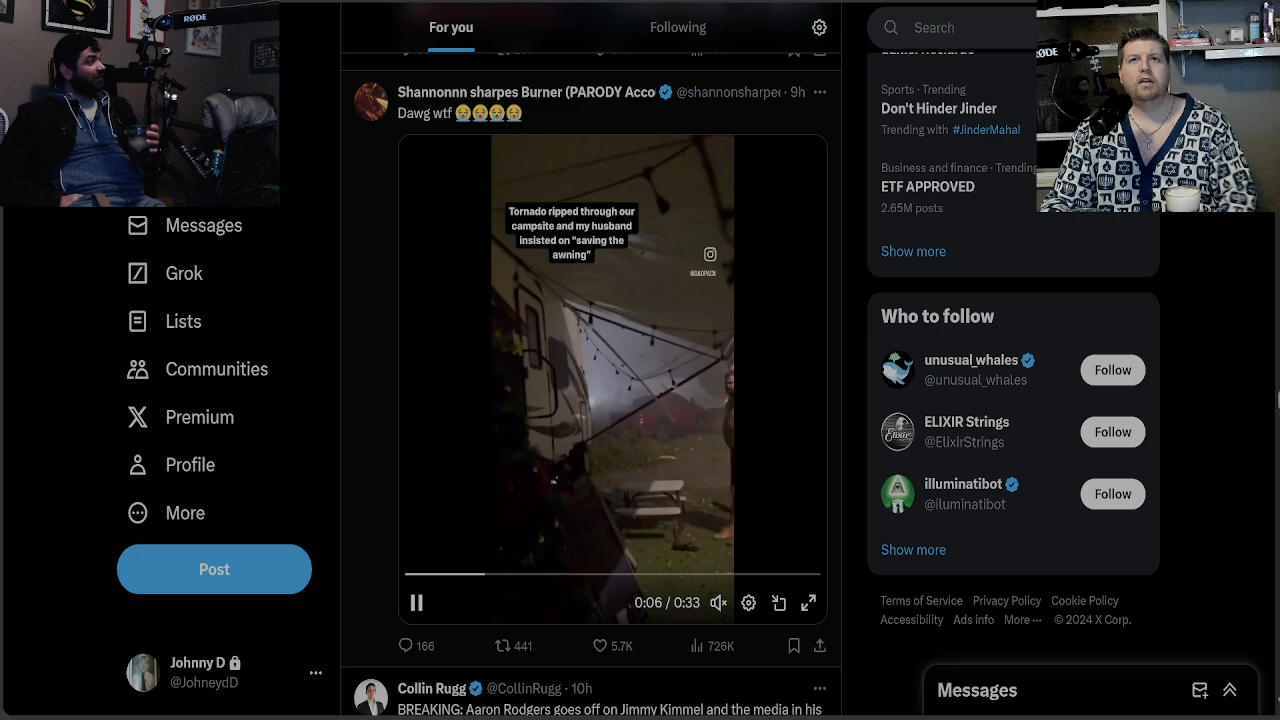 RØDE
For you
Following
Search
Shannonnn sharpes Burner (PARODY Acco
@shannonsharpe · 9h
Dawg wtf 😭😭😭😭
Tornado ripped through our
campsite and my husband
insisted on “saving the
awning”
@DADPACK
0:06 / 0:33
166
441
5.7K
726K
Collin Rugg @CollinRugg · 10h
BREAKING: Aaron Rodgers goes off on Jimmy Kimmel and the media in his
Messages
Grok
Lists
Communities
Premium
Profile
More
Post
Johnny D
@JohneydD
Sports · Trending
Don't Hinder Jinder
Trending with #JinderMahal
Business and finance · Trending
ETF APPROVED
2.65M posts
Show more
Who to follow
unusual_whales
@unusual_whales
Follow
ELIXIR Strings
@ElixirStrings
Follow
illuminatibot
@iluminatibot
Follow
Show more
Terms of Service Privacy Policy Cookie Policy
Accessibility Ads info More ··· © 2024 X Corp.
Messages